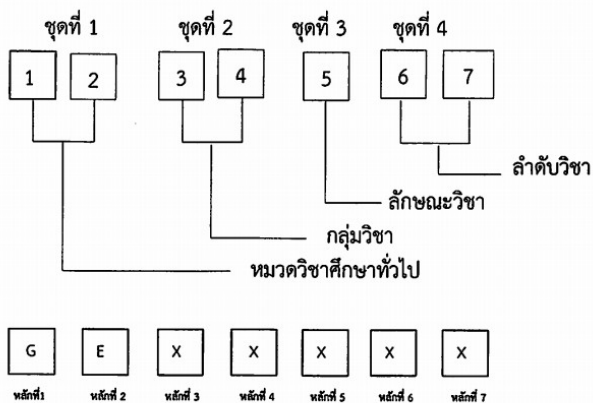 ชุดที่ 1 ชุดที่ 2 ชุดที่ 3 ชุดที่ 4
1 2 3 4 5 6 7
ลำดับวิชา
ลักษณะวิชา
กลุ่มวิชา
หมวดวิชาศึกษาทั่วไป
G E X X X X X
หลักที่1 หลักที่ 2 หลักที่ 3 หลักที่ 4 หลักที่ 5 หลักที่ 6 หลักที่ 7